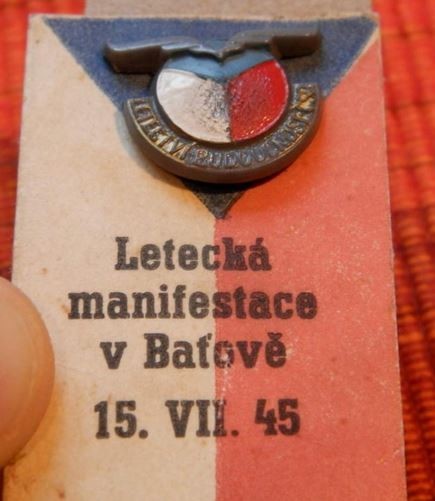 Letecká
manifestace
v Baťově
15. VII. 45